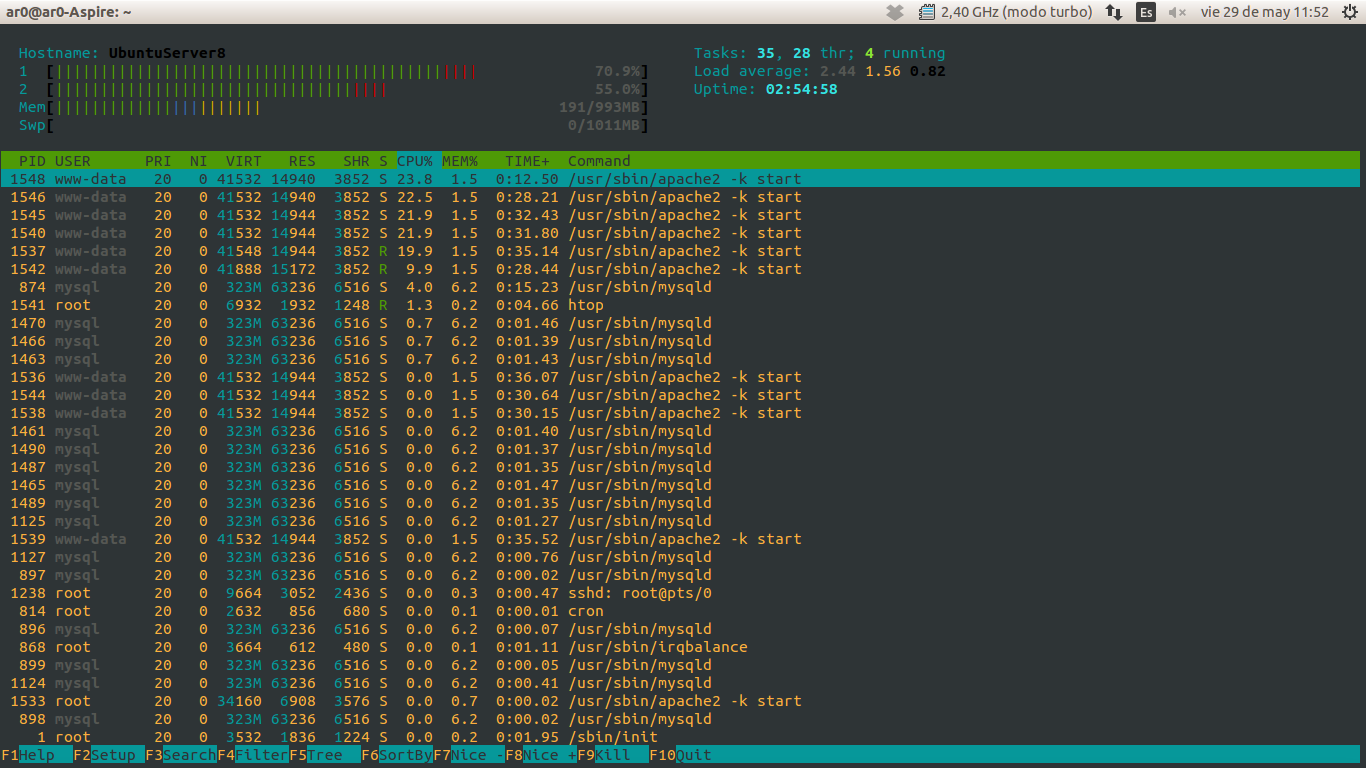 ar0@ar0-Aspire: ~ 2,40 GHz (modo turbo) Es vie 29 de may 11:52
Hostname: UbuntuServer8 Tasks: 35, 28 thr; 4 running
1 [||||||||||||||||||||||||||||||||||||||||||||||| 70.9%] Load average: 2.44 1.56 0.82
2 [||||||||||||||||||||||||||||||||||||| 55.0%] Uptime: 02:54:58
Mem[||||||||||||||||||||||| 191/993MB]
Swp[ 0/1011MB]
PID USER PRI NI VIRT RES SHR S CPU% MEM% TIME+ Command
1548 www-data 20 0 41532 14940 3852 S 23.8 1.5 0:12.50 /usr/sbin/apache2 -k start
1546 www-data 20 0 41532 14940 3852 S 22.5 1.5 0:28.21 /usr/sbin/apache2 -k start
1545 www-data 20 0 41532 14944 3852 S 21.9 1.5 0:32.43 /usr/sbin/apache2 -k start
1540 www-data 20 0 41532 14944 3852 S 21.9 1.5 0:31.80 /usr/sbin/apache2 -k start
1537 www-data 20 0 41548 14944 3852 R 19.9 1.5 0:35.14 /usr/sbin/apache2 -k start
1542 www-data 20 0 41888 15172 3852 R 9.9 1.5 0:28.44 /usr/sbin/apache2 -k start
874 mysql 20 0 323M 63236 6516 S 4.0 6.2 0:15.23 /usr/sbin/mysqld
1541 root 20 0 6932 1932 1248 R 1.3 0.2 0:04.66 htop
1470 mysql 20 0 323M 63236 6516 S 0.7 6.2 0:01.46 /usr/sbin/mysqld
1466 mysql 20 0 323M 63236 6516 S 0.7 6.2 0:01.39 /usr/sbin/mysqld
1463 mysql 20 0 323M 63236 6516 S 0.7 6.2 0:01.43 /usr/sbin/mysqld
1536 www-data 20 0 41532 14944 3852 S 0.0 1.5 0:36.07 /usr/sbin/apache2 -k start
1544 www-data 20 0 41532 14944 3852 S 0.0 1.5 0:30.64 /usr/sbin/apache2 -k start
1538 www-data 20 0 41532 14944 3852 S 0.0 1.5 0:30.15 /usr/sbin/apache2 -k start
1461 mysql 20 0 323M 63236 6516 S 0.0 6.2 0:01.40 /usr/sbin/mysqld
1490 mysql 20 0 323M 63236 6516 S 0.0 6.2 0:01.37 /usr/sbin/mysqld
1487 mysql 20 0 323M 63236 6516 S 0.0 6.2 0:01.35 /usr/sbin/mysqld
1465 mysql 20 0 323M 63236 6516 S 0.0 6.2 0:01.47 /usr/sbin/mysqld
1489 mysql 20 0 323M 63236 6516 S 0.0 6.2 0:01.35 /usr/sbin/mysqld
1125 mysql 20 0 323M 63236 6516 S 0.0 6.2 0:01.27 /usr/sbin/mysqld
1539 www-data 20 0 41532 14944 3852 S 0.0 1.5 0:35.52 /usr/sbin/apache2 -k start
1127 mysql 20 0 323M 63236 6516 S 0.0 6.2 0:00.76 /usr/sbin/mysqld
897 mysql 20 0 323M 63236 6516 S 0.0 6.2 0:00.02 /usr/sbin/mysqld
1238 root 20 0 9664 3052 2436 S 0.0 0.3 0:00.47 sshd: root@pts/0
814 root 20 0 2632 856 680 S 0.0 0.1 0:00.01 cron
896 mysql 20 0 323M 63236 6516 S 0.0 6.2 0:00.07 /usr/sbin/mysqld
868 root 20 0 3664 612 480 S 0.0 0.1 0:01.11 /usr/sbin/irqbalance
899 mysql 20 0 323M 63236 6516 S 0.0 6.2 0:00.05 /usr/sbin/mysqld
1124 mysql 20 0 323M 63236 6516 S 0.0 6.2 0:00.41 /usr/sbin/mysqld
1533 root 20 0 34160 6908 3576 S 0.0 0.7 0:00.02 /usr/sbin/apache2 -k start
898 mysql 20 0 323M 63236 6516 S 0.0 6.2 0:00.02 /usr/sbin/mysqld
1 root 20 0 3532 1836 1224 S 0.0 0.2 0:01.95 /sbin/init
F1Help F2Setup F3SearchF4FilterF5Tree F6SortByF7Nice -F8Nice +F9Kill F10Quit